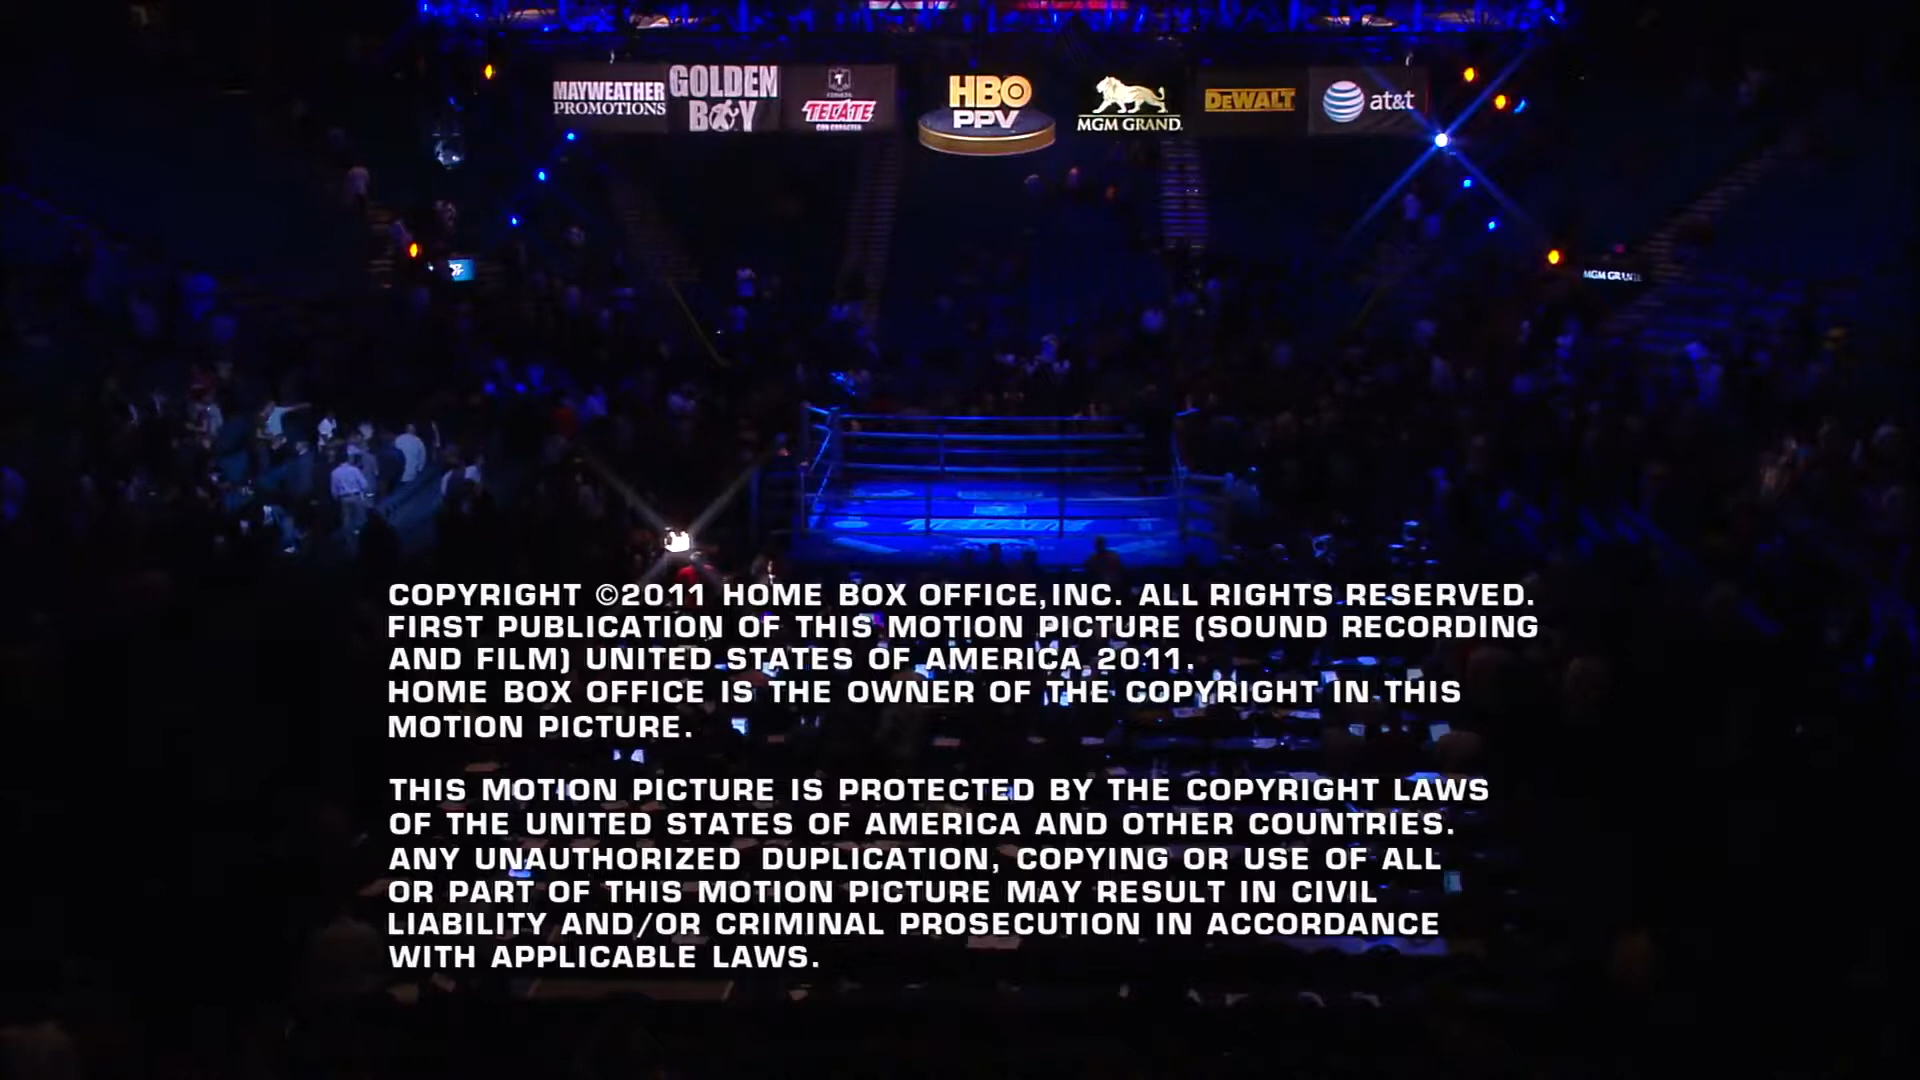 MAYWEATHER
PROMOTIONS
GOLDEN
BOY
TECATE
CON CARACTER
HBO
PPV
MGM GRAND.
DEWALT
at&t
MGM GRAND
COPYRIGHT ©2011 HOME BOX OFFICE,INC. ALL RIGHTS RESERVED.
FIRST PUBLICATION OF THIS MOTION PICTURE (SOUND RECORDING
AND FILM) UNITED STATES OF AMERICA 2011.
HOME BOX OFFICE IS THE OWNER OF THE COPYRIGHT IN THIS
MOTION PICTURE.
THIS MOTION PICTURE IS PROTECTED BY THE COPYRIGHT LAWS
OF THE UNITED STATES OF AMERICA AND OTHER COUNTRIES.
ANY UNAUTHORIZED DUPLICATION, COPYING OR USE OF ALL
OR PART OF THIS MOTION PICTURE MAY RESULT IN CIVIL
LIABILITY AND/OR CRIMINAL PROSECUTION IN ACCORDANCE
WITH APPLICABLE LAWS.